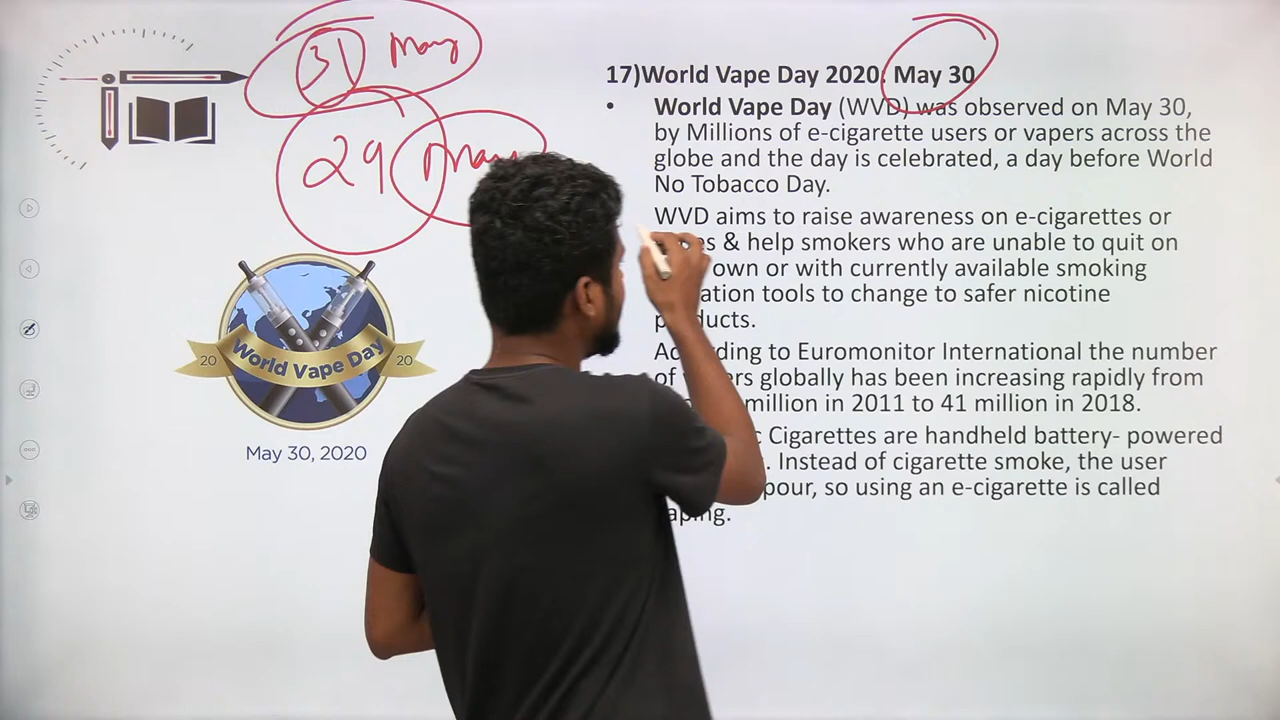 31 May
29 May
20 World Vape Day 20
May 30, 2020
17)World Vape Day 2020. May 30
• World Vape Day (WVD) was observed on May 30,
by Millions of e-cigarette users or vapers across the
globe and the day is celebrated, a day before World
No Tobacco Day.
WVD aims to raise awareness on e-cigarettes or
& help smokers who are unable to quit on
own or with currently available smoking
tools to change to safer nicotine
products.
According to Euromonitor International the number
of globally has been increasing rapidly from
million in 2011 to 41 million in 2018.
Cigarettes are handheld battery- powered
. Instead of cigarette smoke, the user
so using an e-cigarette is called